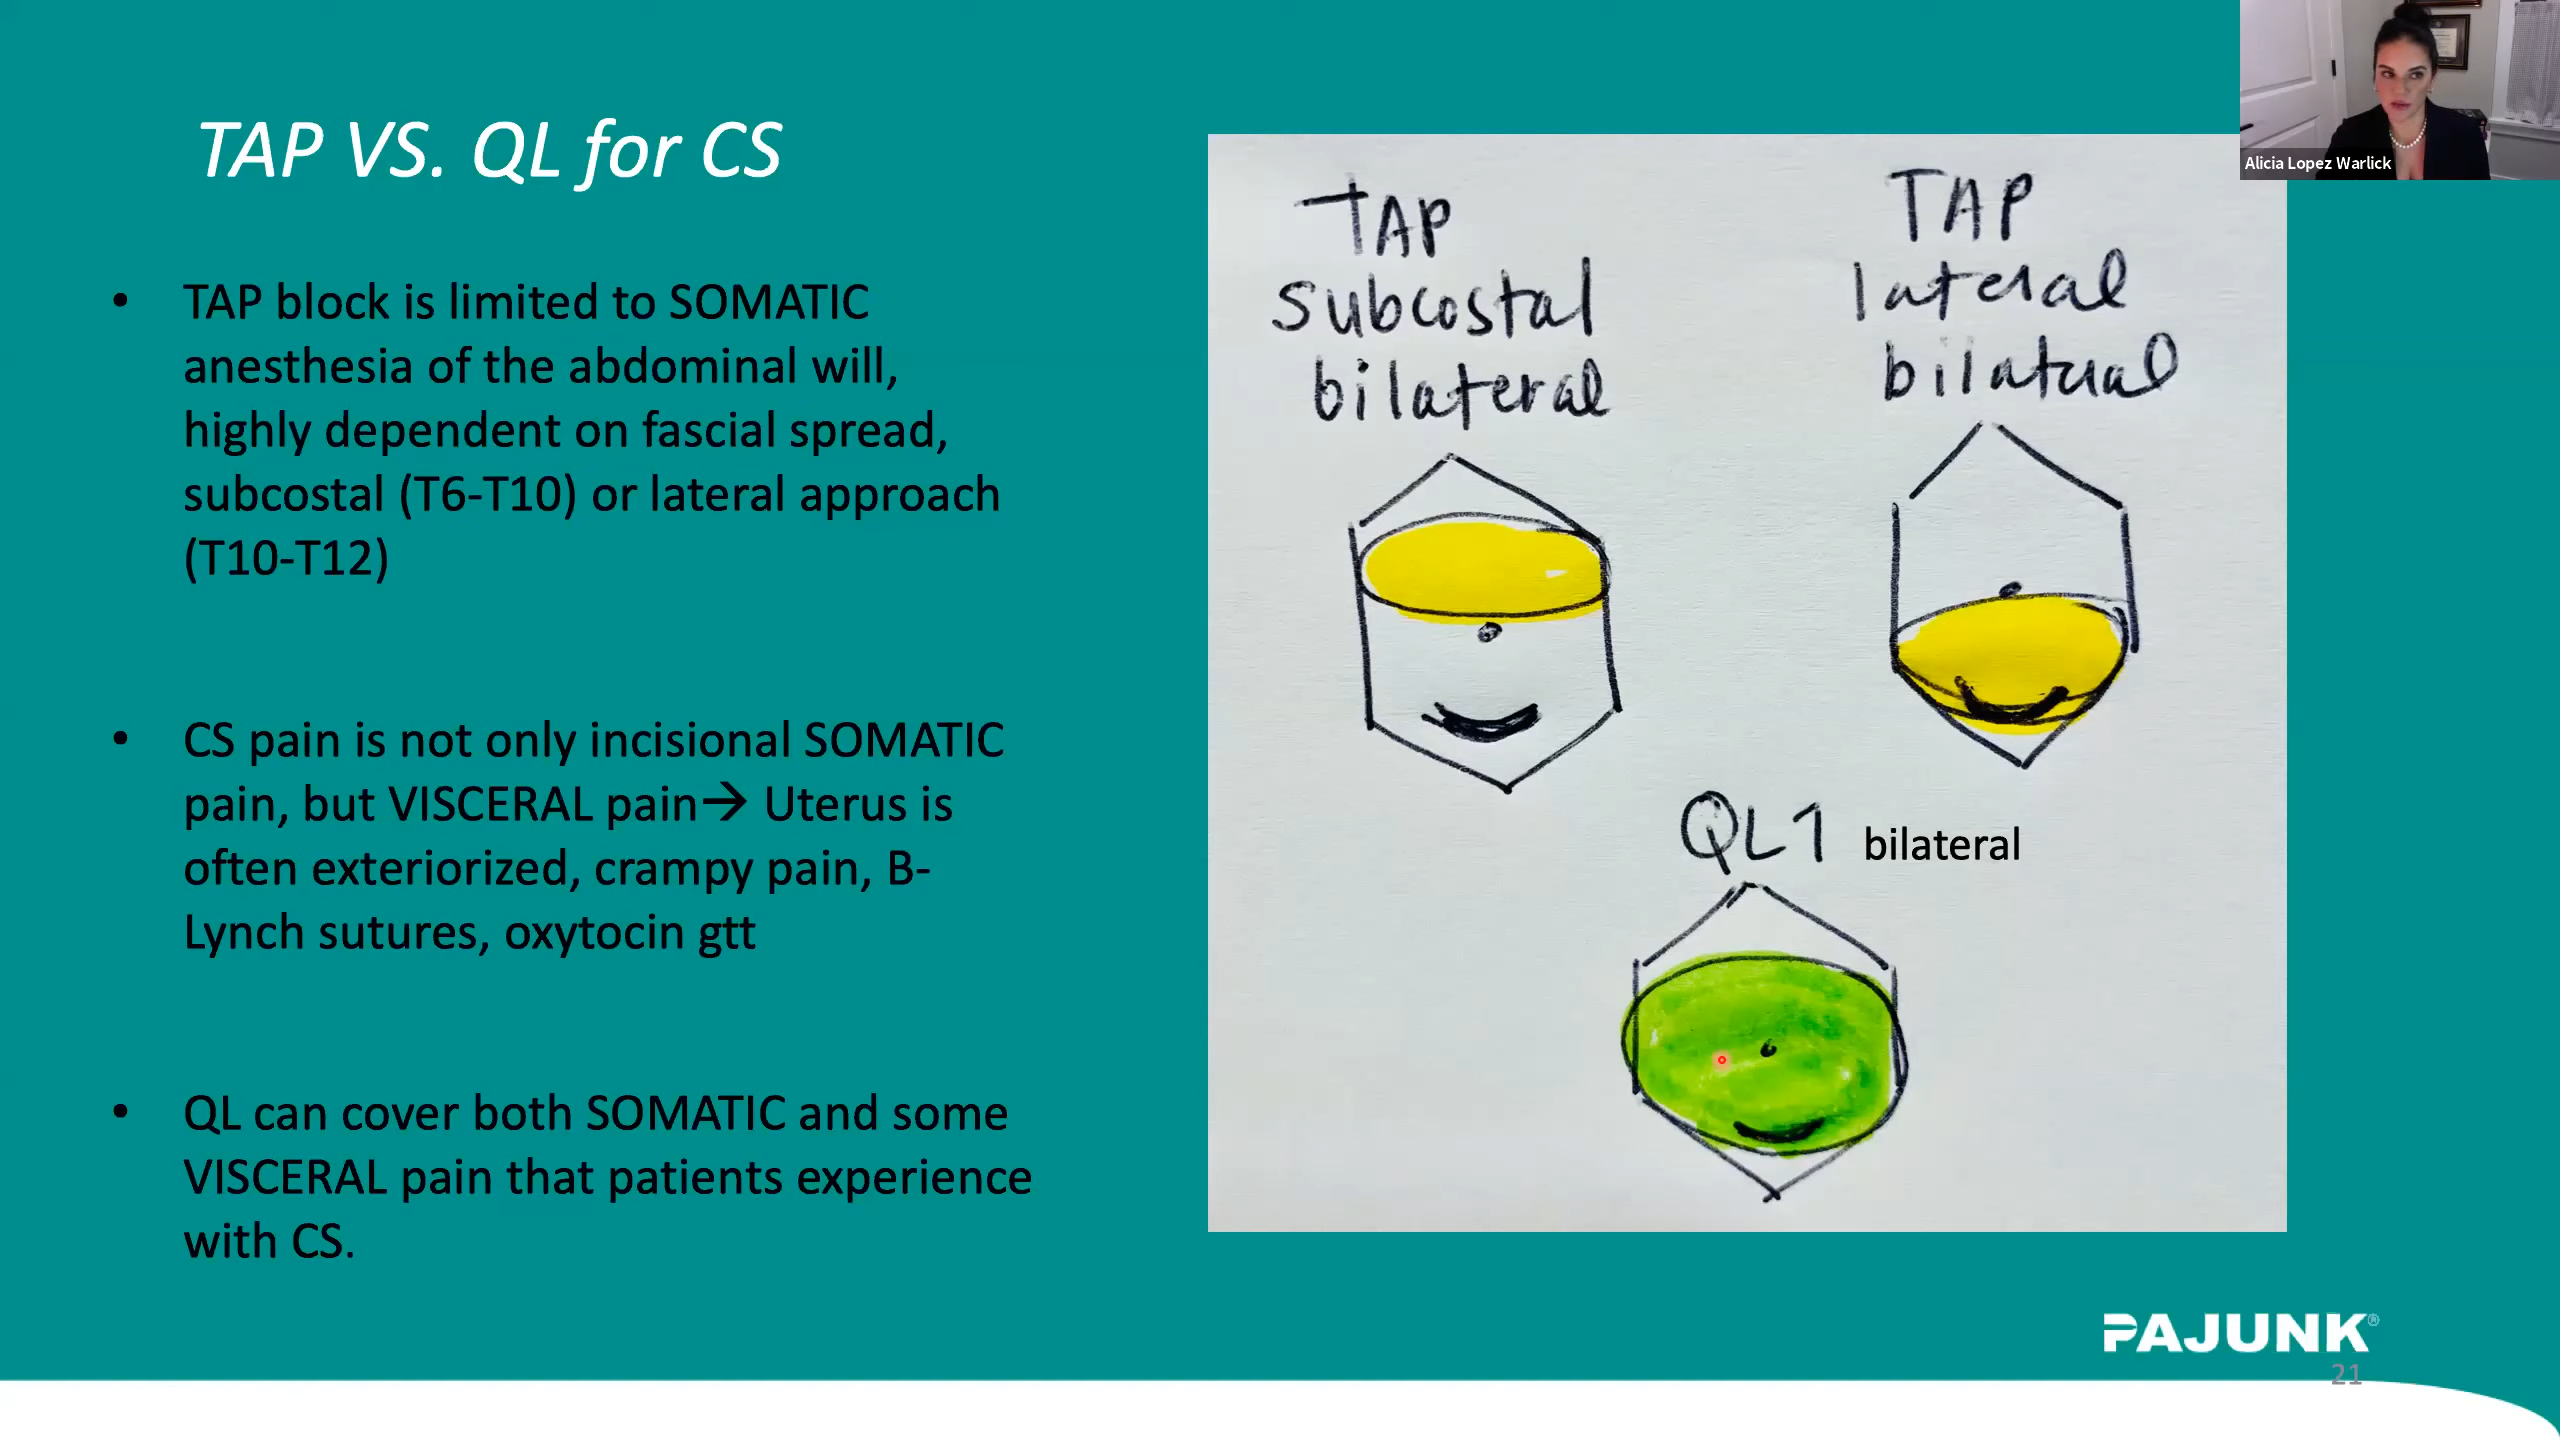 TAP VS. QL for CS
• TAP block is limited to SOMATIC
anesthesia of the abdominal will,
highly dependent on fascial spread,
subcostal (T6-T10) or lateral approach
(T10-T12)
• CS pain is not only incisional SOMATIC
pain, but VISCERAL pain→ Uterus is
often exteriorized, crampy pain, B-
Lynch sutures, oxytocin gtt
• QL can cover both SOMATIC and some
VISCERAL pain that patients experience
with CS.
TAP
subcostal
bilateral
TAP
lateral
bilateral
QL1 bilateral
Alicia Lopez Warlick
PAJUNK®
21